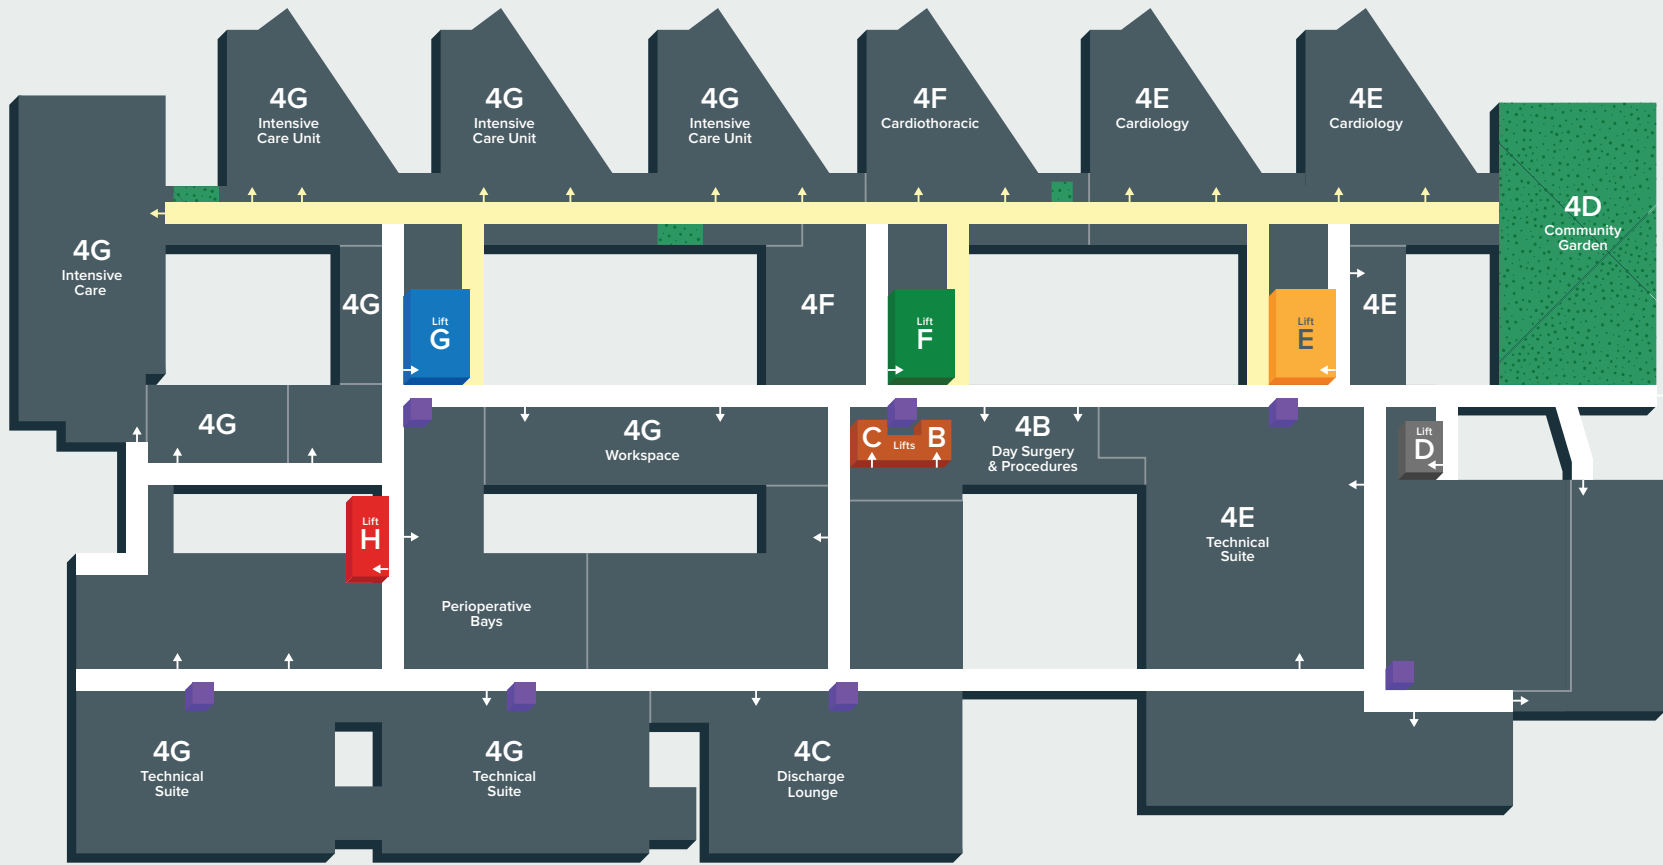 4G
Intensive
Care Unit
4G
Intensive
Care Unit
4G
Intensive
Care Unit
4F
Cardiothoracic
4E
Cardiology
4E
Cardiology
4D
Community
Garden
4G
Intensive
Care
4G
Lift
G
4F
Lift
F
Lift
E
4E
4G
4G
Workspace
C
Lifts
B
4B
Day Surgery
& Procedures
Lift
D
Lift
H
4E
Technical
Suite
Perioperative
Bays
4G
Technical
Suite
4G
Technical
Suite
4C
Discharge
Lounge